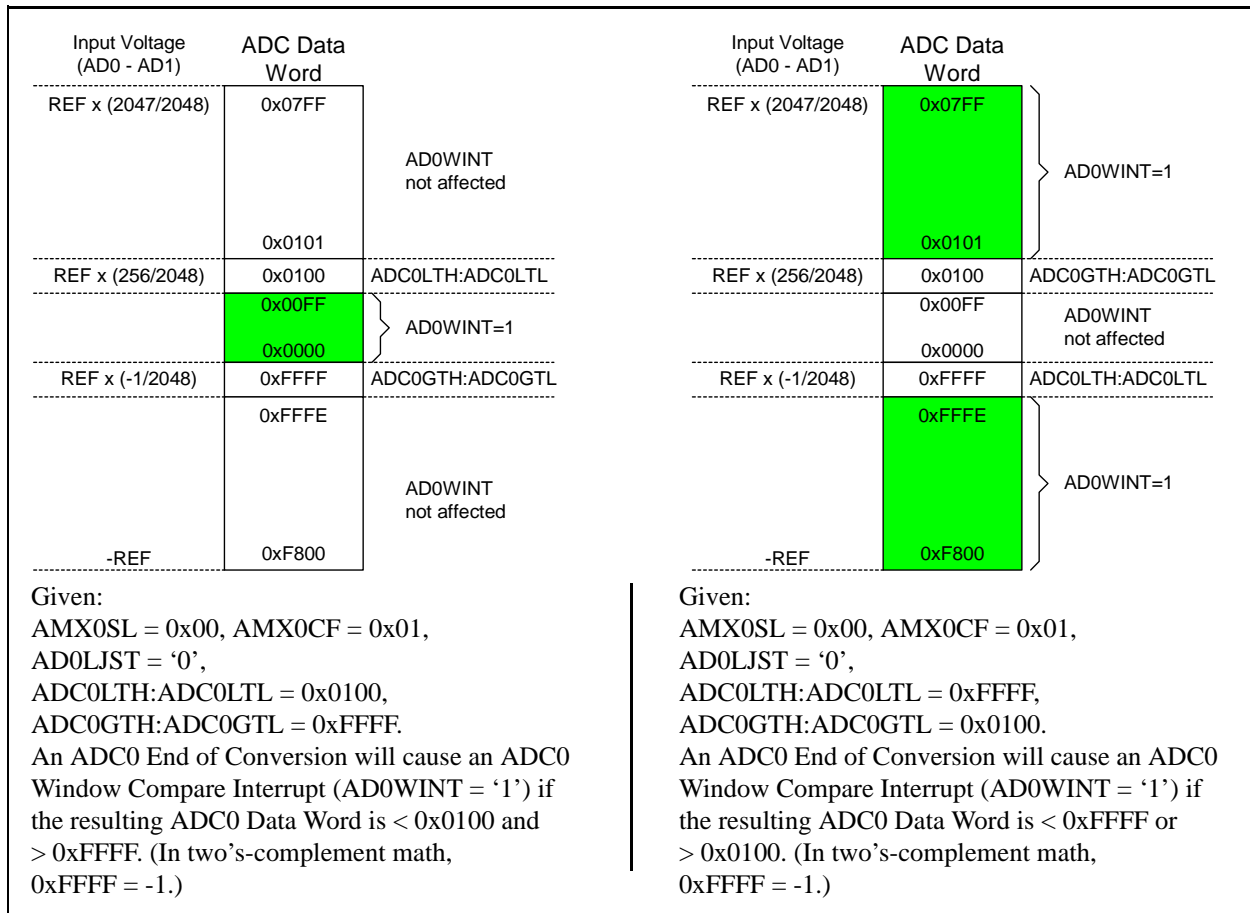 Input Voltage
(AD0 - AD1)
ADC Data
Word
REF x (2047/2048)
0x07FF
AD0WINT
not affected
0x0101
REF x (256/2048)
0x0100
ADC0LTH:ADC0LTL
0x00FF
AD0WINT=1
0x0000
REF x (-1/2048)
0xFFFF
ADC0GTH:ADC0GTL
0xFFFE
AD0WINT
not affected
-REF
0xF800
Given:
AMX0SL = 0x00, AMX0CF = 0x01,
AD0LJST = ‘0’,
ADC0LTH:ADC0LTL = 0x0100,
ADC0GTH:ADC0GTL = 0xFFFF.
An ADC0 End of Conversion will cause an ADC0
Window Compare Interrupt (AD0WINT = ‘1’) if
the resulting ADC0 Data Word is < 0x0100 and
> 0xFFFF. (In two’s-complement math,
0xFFFF = -1.)
Input Voltage
(AD0 - AD1)
ADC Data
Word
REF x (2047/2048)
0x07FF
AD0WINT=1
0x0101
REF x (256/2048)
0x0100
ADC0GTH:ADC0GTL
0x00FF
AD0WINT
not affected
0x0000
REF x (-1/2048)
0xFFFF
ADC0LTH:ADC0LTL
0xFFFE
AD0WINT=1
-REF
0xF800
Given:
AMX0SL = 0x00, AMX0CF = 0x01,
AD0LJST = ‘0’,
ADC0LTH:ADC0LTL = 0xFFFF,
ADC0GTH:ADC0GTL = 0x0100.
An ADC0 End of Conversion will cause an ADC0
Window Compare Interrupt (AD0WINT = ‘1’) if
the resulting ADC0 Data Word is < 0xFFFF or
> 0x0100. (In two’s-complement math,
0xFFFF = -1.)